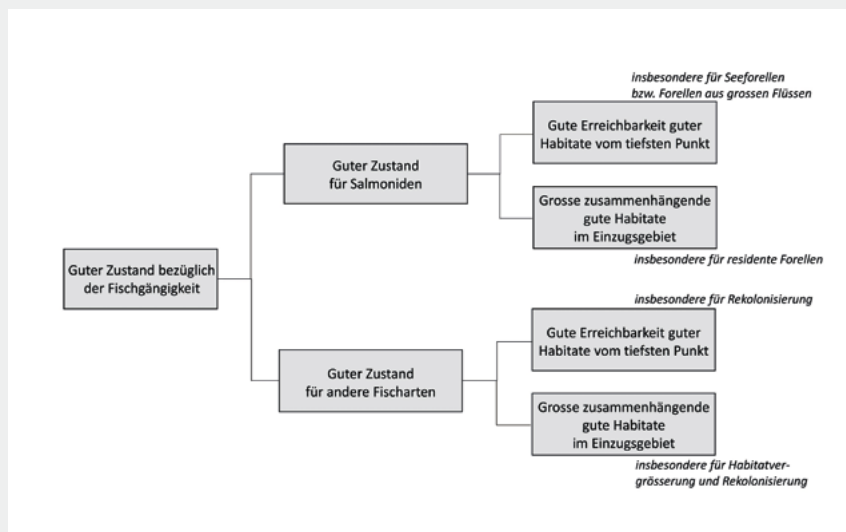 insbesondere für Seeforellen
bzw. Forellen aus grossen Flüssen
Gute Erreichbarkeit guter
Habitate vom tiefsten Punkt
Guter Zustand
für Salmoniden
Grosse zusammenhängende
gute Habitate
im Einzugsgebiet
insbesondere für residente Forellen
Guter Zustand bezüglich
der Fischgängigkeit
insbesondere für Rekolonisierung
Gute Erreichbarkeit guter
Habitate vom tiefsten Punkt
Guter Zustand
für andere Fischarten
Grosse zusammenhängende
gute Habitate
im Einzugsgebiet
insbesondere für Habitatver-
grösserung und Rekolonisierung